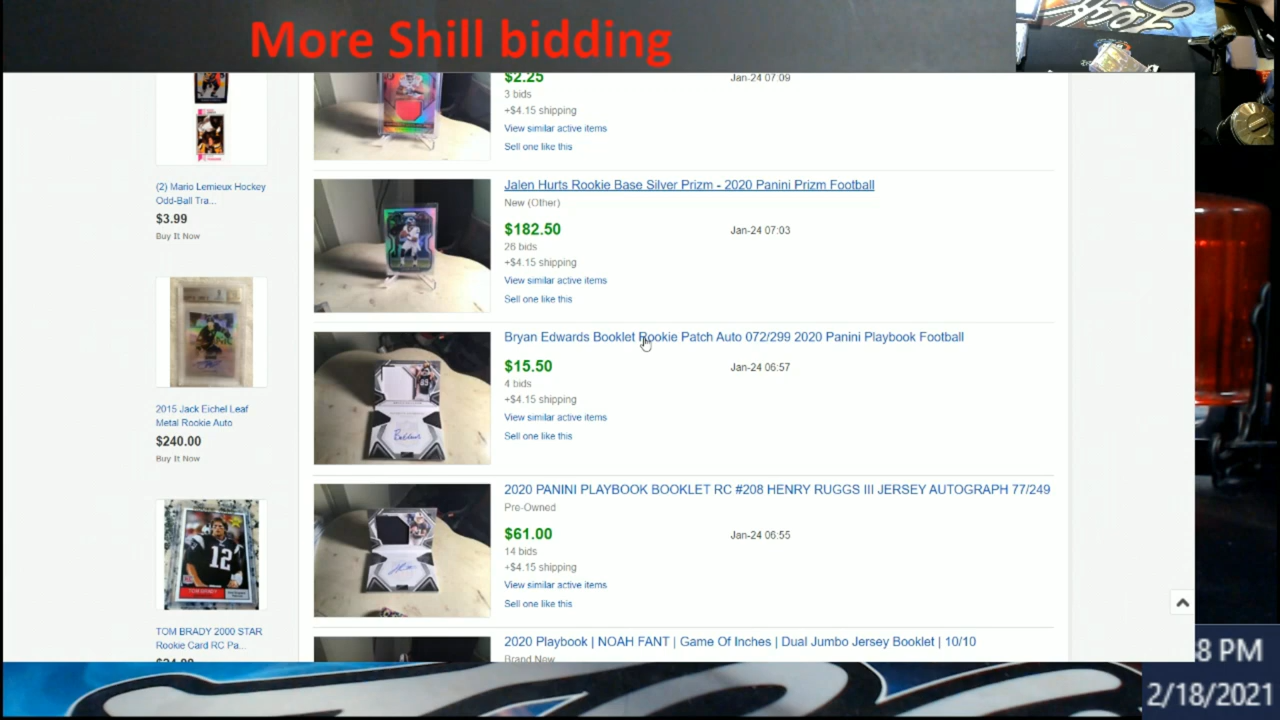 More Shill bidding
(2) Mario Lemieux Hockey
Odd-Ball Tra...
$3.99
Buy It Now
2015 Jack Eichel Leaf
Metal Rookie Auto
$240.00
Buy It Now
TOM BRADY 2000 STAR
Rookie Card RC Pa...
$2.25
Jan-24 07:09
3 bids
+$4.15 shipping
View similar active items
Sell one like this
Jalen Hurts Rookie Base Silver Prizm - 2020 Panini Prizm Football
New (Other)
$182.50
Jan-24 07:03
26 bids
+$4.15 shipping
View similar active items
Sell one like this
Bryan Edwards Booklet Rookie Patch Auto 072/299 2020 Panini Playbook Football
$15.50
Jan-24 06:57
4 bids
+$4.15 shipping
View similar active items
Sell one like this
2020 PANINI PLAYBOOK BOOKLET RC #208 HENRY RUGGS III JERSEY AUTOGRAPH 77/249
Pre-Owned
$61.00
Jan-24 06:55
14 bids
+$4.15 shipping
View similar active items
Sell one like this
2020 Playbook | NOAH FANT | Game Of Inches | Dual Jumbo Jersey Booklet | 10/10
Brand New
8 PM
2/18/2021